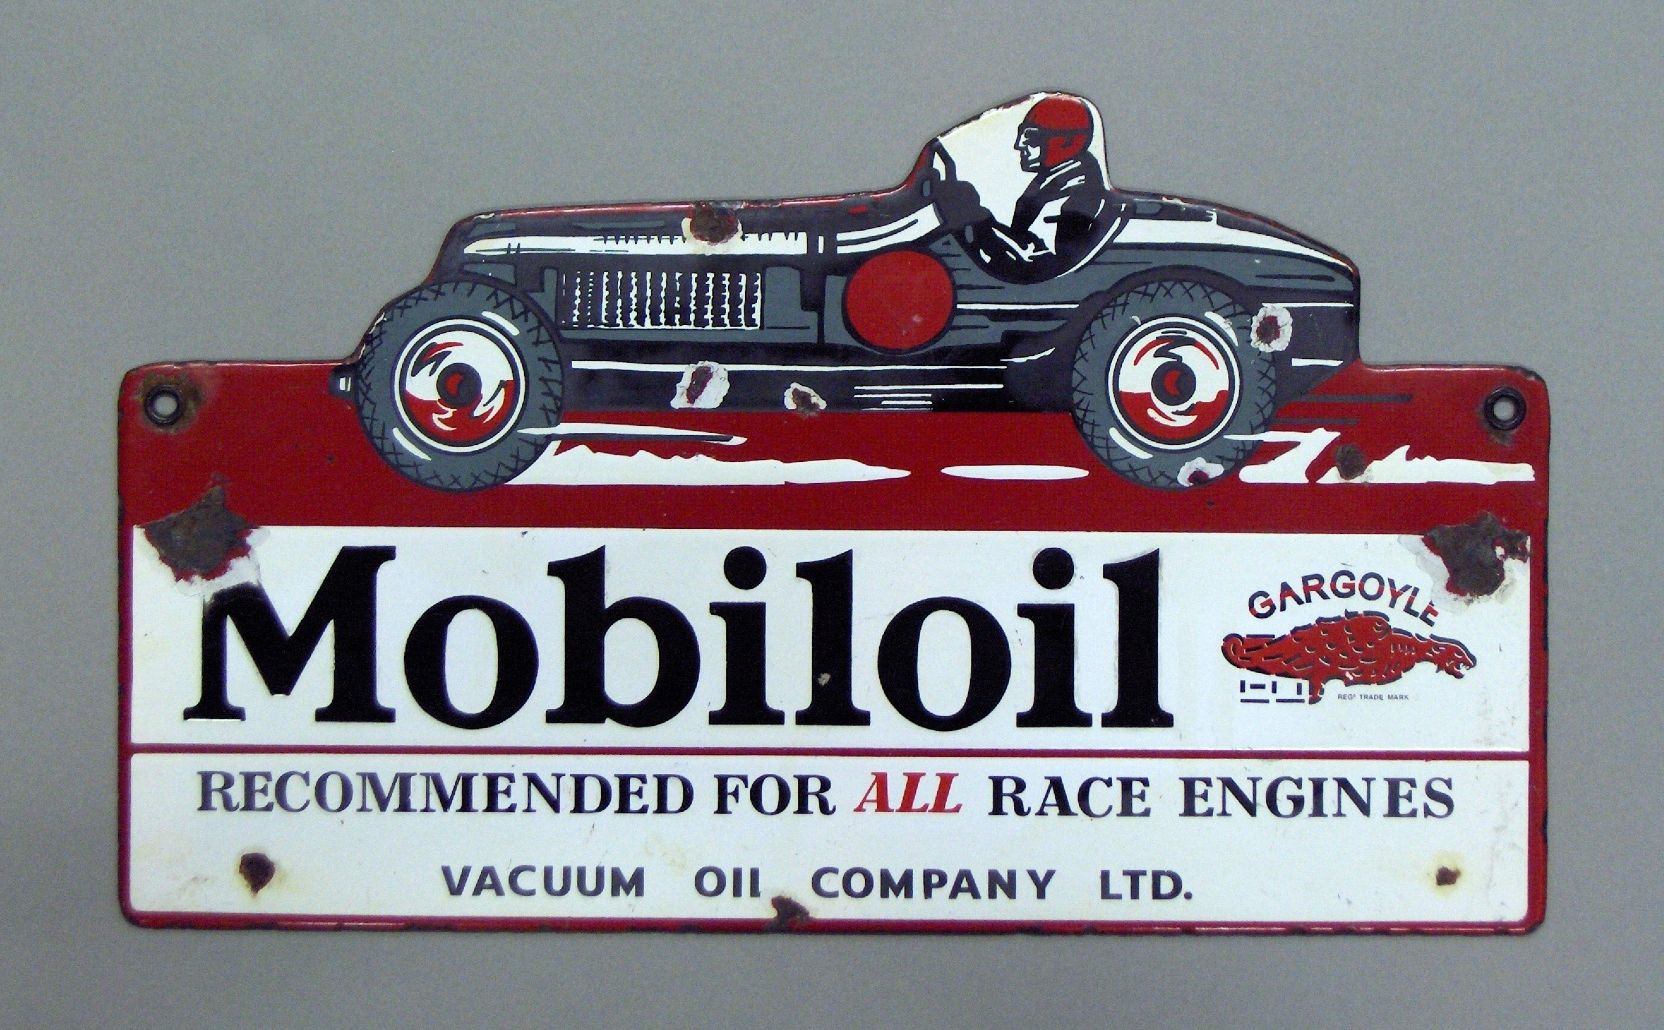 Mobiloil
GARGOYLE
REGD TRADE MARK
RECOMMENDED FOR ALL RACE ENGINES
VACUUM OIL COMPANY LTD.